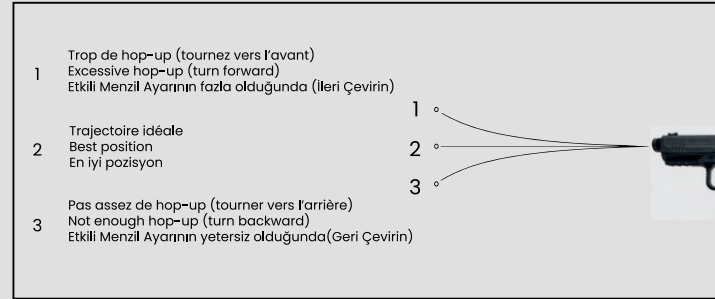 1
Trop de hop-up (tournez vers l'avant)
Excessive hop-up (turn forward)
Etkili Menzil Ayarının fazla olduğunda (İleri Çevirin)
2
Trajectoire idéale
Best position
En iyi pozisyon
3
Pas assez de hop-up (tourner vers l'arrière)
Not enough hop-up (turn backward)
Etkili Menzil Ayarının yetersiz olduğunda(Geri Çevirin)
1
2
3